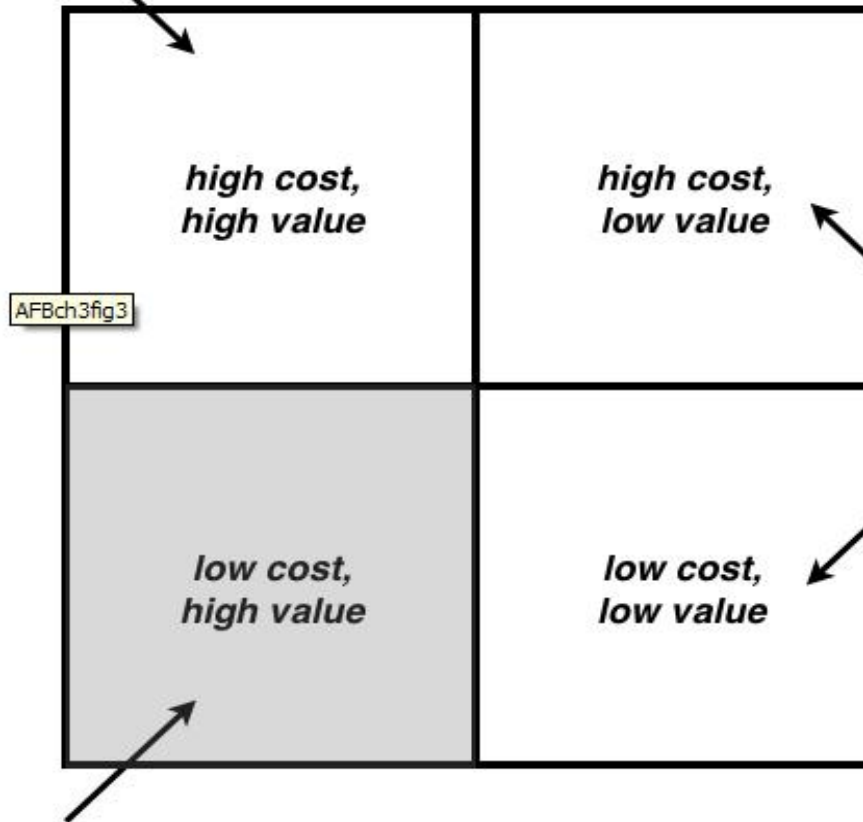 high cost,
high value
high cost,
low value
AFBch3fig3
low cost,
high value
low cost,
low value